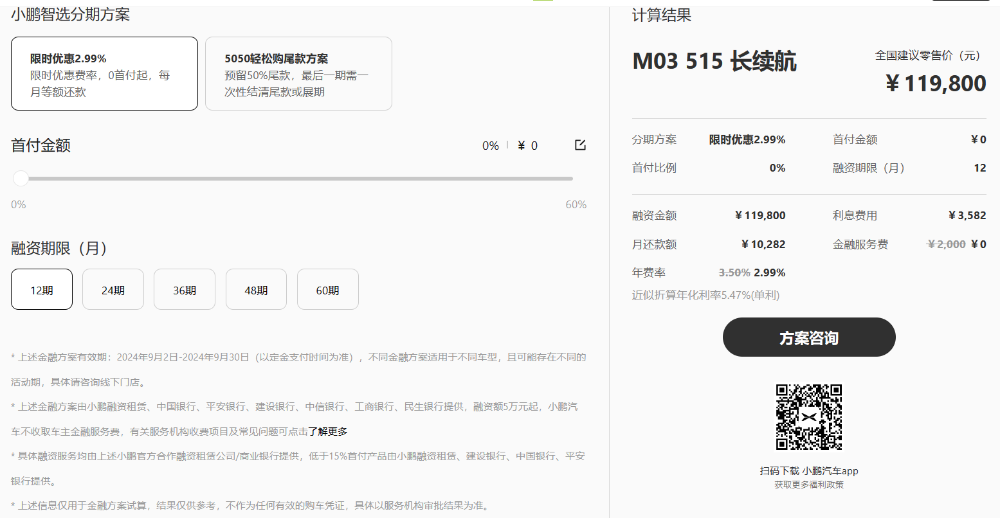 小鹏智选分期方案
限时优惠2.99%
限时优惠费率，0首付起，每
月等额还款
5050轻松购尾款方案
预留50%尾款，最后一期需一
次性结清尾款或展期
首付金额
0% ¥ 0
0% 60%
融资期限（月）
12期 24期 36期 48期 60期
* 上述金融方案有效期：2024年9月2日-2024年9月30日（以定金支付时间为准），不同金融方案适用于不同车型，且可能存在不同的
活动期，具体请咨询线下门店。
* 上述金融方案由小鹏融资租赁、中国银行、平安银行、建设银行、中信银行、工商银行、民生银行提供，融资额5万元起，小鹏汽
车不收取车主金融服务费，有关服务机构收费项目及常见问题可点击了解更多
* 具体融资服务均由上述小鹏官方合作融资租赁公司/商业银行提供，低于15%首付产品由小鹏融资租赁、建设银行、中国银行、平安
银行提供。
* 上述信息仅用于金融方案试算，结果仅供参考，不作为任何有效的购车凭证，具体以服务机构审批结果为准。
计算结果
M03 515 长续航
全国建议零售价（元）
¥ 119,800
分期方案 限时优惠2.99% 首付金额 ¥ 0
首付比例 0% 融资期限（月） 12
融资金额 ¥ 119,800 利息费用 ¥ 3,582
月还款额 ¥ 10,282 金融服务费 ¥ 2,000 ¥ 0
年费率 3.50% 2.99%
近似折算年化利率5.47%(单利)
方案咨询
扫码下载 小鹏汽车app
获取更多福利政策